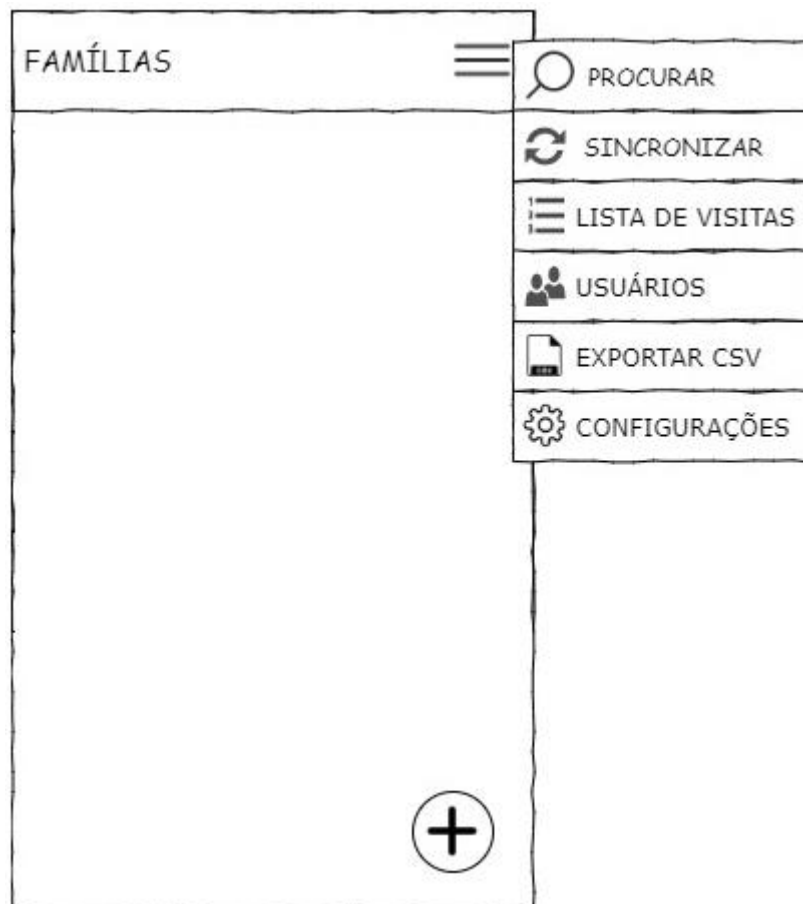 FAMÍLIAS
PROCURAR
SINCRONIZAR
LISTA DE VISITAS
USUÁRIOS
EXPORTAR CSV
CONFIGURAÇÕES